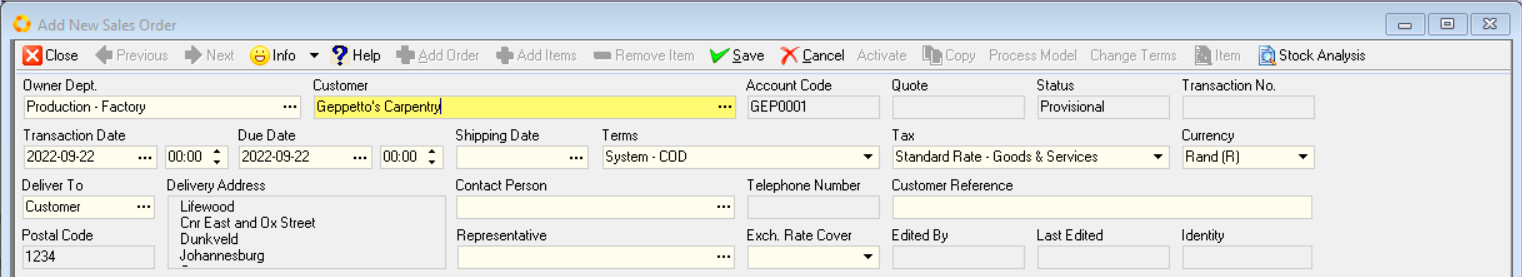 Add New Sales Order
Close Previous Next Info Help Add Order Add Items Remove Item Save Cancel Activate Copy Process Model Change Terms Item Stock Analysis
Owner Dept. Customer Account Code Quote Status Transaction No.
Production - Factory ... Geppetto's Carpentry ... GEP0001 Provisional
Transaction Date Due Date Shipping Date Terms Tax Currency
2022-09-22 ... 00:00 2022-09-22 ... 00:00 ... System - COD Standard Rate - Goods & Services Rand (R)
Deliver To Delivery Address Contact Person Telephone Number Customer Reference
Customer ... Lifewood ...
Cnr East and Ox Street
Postal Code Dunkveld Representative Exch. Rate Cover Edited By Last Edited Identity
1234 Johannesburg ...